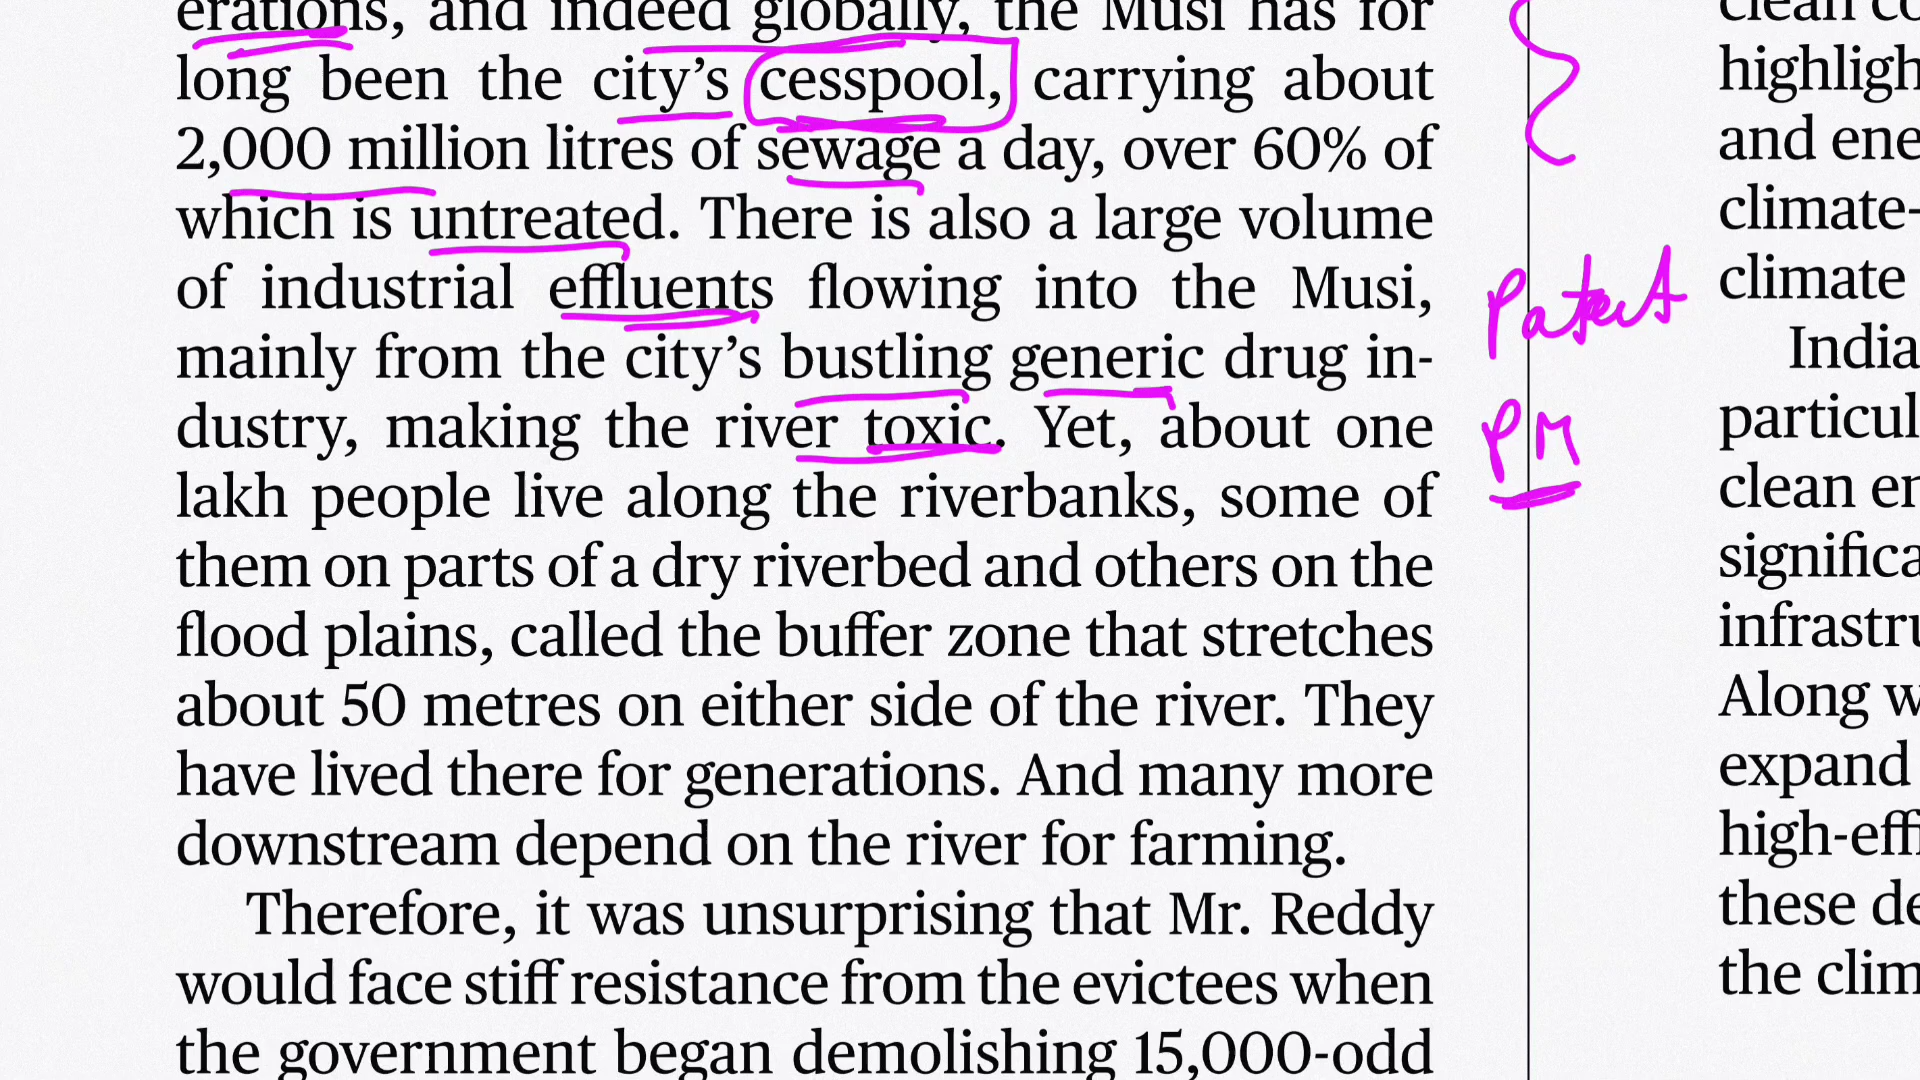 erations, and indeed globally, the Musi has for
long been the city's cesspool, carrying about
2,000 million litres of sewage a day, over 60% of
which is untreated. There is also a large volume
of industrial effluents flowing into the Musi,
mainly from the city's bustling generic drug in-
dustry, making the river toxic. Yet, about one
lakh people live along the riverbanks, some of
them on parts of a dry riverbed and others on the
flood plains, called the buffer zone that stretches
about 50 metres on either side of the river. They
have lived there for generations. And many more
downstream depend on the river for farming.
Therefore, it was unsurprising that Mr. Reddy
would face stiff resistance from the evictees when
the government began demolishing 15,000-odd
Patent
PM
clean co
highligh
and ene
climate-
climate
India
particul
clean en
significa
infrastru
Along w
expand
high-effi
these de
the clim